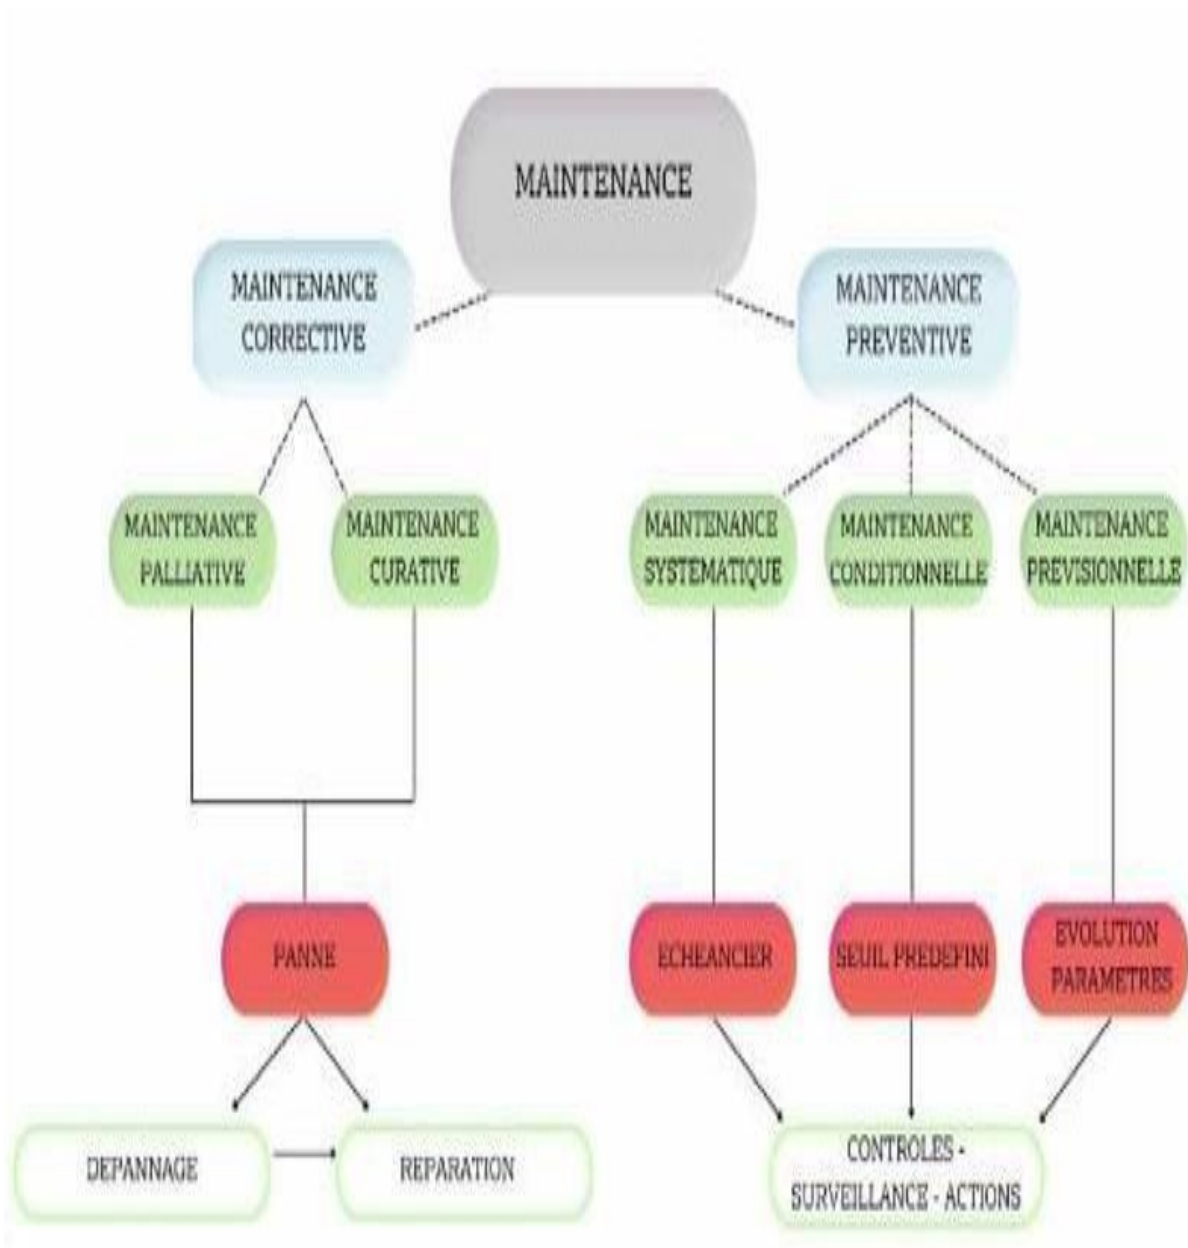 MAINTENANCE
MAINTENANCE
CORRECTIVE
MAINTENANCE
PREVENTIVE
MAINTENANCE
PALLIATIVE
MAINTENANCE
CURATIVE
MAINTENANCE
SYSTEMATIQUE
MAINTENANCE
CONDITIONNELLE
MAINTENANCE
PREVISIONNELLE
PANNE
ECHEANCIER
SEUIL PREDEFINI
EVOLUTION
PARAMETRES
DEPANNAGE
REPARATION
CONTROLES -
SURVEILLANCE - ACTIONS